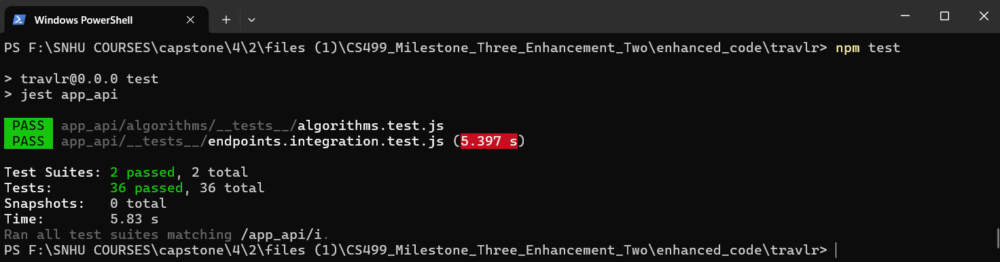 Windows PowerShell
PS F:\SNHU COURSES\capstone\4\2\files (1)\CS499_Milestone_Three_Enhancement_Two\enhanced_code\travlr> npm test
> travlr@0.0.0 test
> jest app_api
PASS app_api/algorithms/__tests__/algorithms.test.js
PASS app_api/__tests__/endpoints.integration.test.js (5.397 s)
Test Suites: 2 passed, 2 total
Tests: 36 passed, 36 total
Snapshots: 0 total
Time: 5.83 s
Ran all test suites matching /app_api/i.
PS F:\SNHU COURSES\capstone\4\2\files (1)\CS499_Milestone_Three_Enhancement_Two\enhanced_code\travlr>